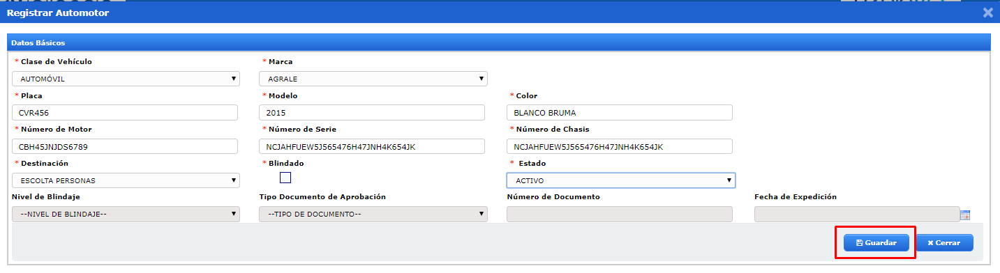 Registrar Automotor
Datos Básicos
* Clase de Vehículo * Marca
AUTOMÓVIL AGRALE
* Placa * Modelo * Color
CVR456 2015 BLANCO BRUMA
* Número de Motor * Número de Serie * Número de Chasis
CBH45JNJDS6789 NCJAHFUEW5J565476H47JNH4K654JK NCJAHFUEW5J565476H47JNH4K654JK
* Destinación * Blindado * Estado
ESCOLTA PERSONAS ACTIVO
Nivel de Blindaje Tipo Documento de Aprobación Número de Documento Fecha de Expedición
--NIVEL DE BLINDAJE-- --TIPO DE DOCUMENTO--
Guardar Cerrar